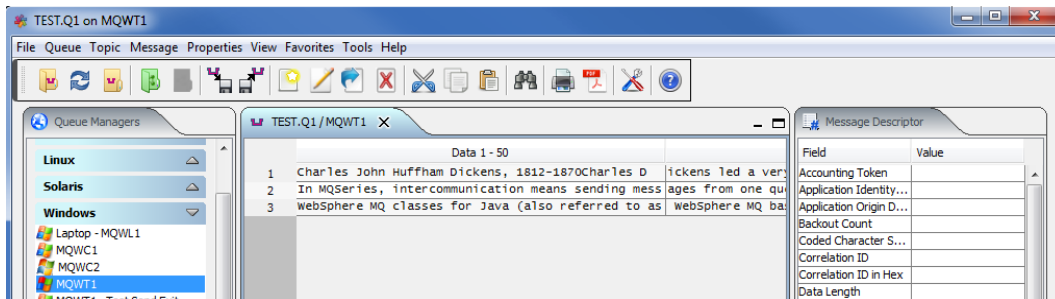 TEST.Q1 on MQWT1
File Queue Topic Message Properties View Favorites Tools Help
PDF
Queue Managers
Linux
Solaris
Windows
Laptop - MQWL1
MQWC1
MQWC2
MQWT1
TEST.Q1 / MQWT1
Data 1 - 50
1 Charles John Huffham Dickens, 1812-1870Charles D ickens led a very
2 In MQSeries, intercommunication means sending mess ages from one qu
3 WebSphere MQ classes for Java (also referred to as WebSphere MQ ba
Message Descriptor
Field Value
Accounting Token
Application Identity...
Application Origin D...
Backout Count
Coded Character S...
Correlation ID
Correlation ID in Hex
Data Length